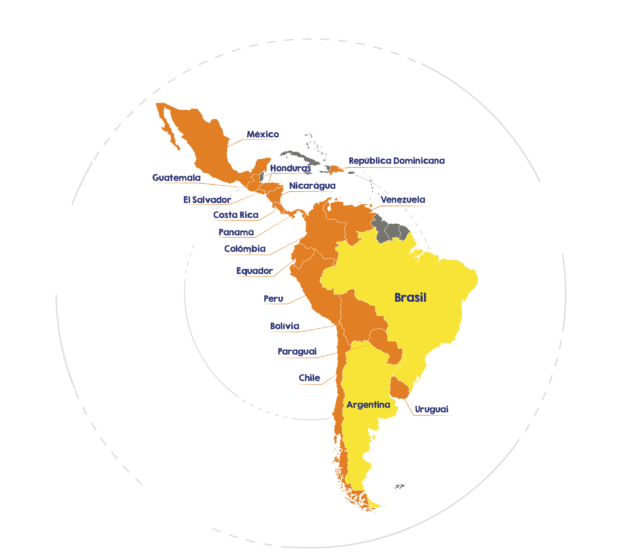 México
República Dominicana
Honduras
Guatemala
Nicarágua
El Salvador
Venezuela
Costa Rica
Panamá
Colômbia
Equador
Peru
Brasil
Bolívia
Paraguai
Chile
Argentina
Uruguai